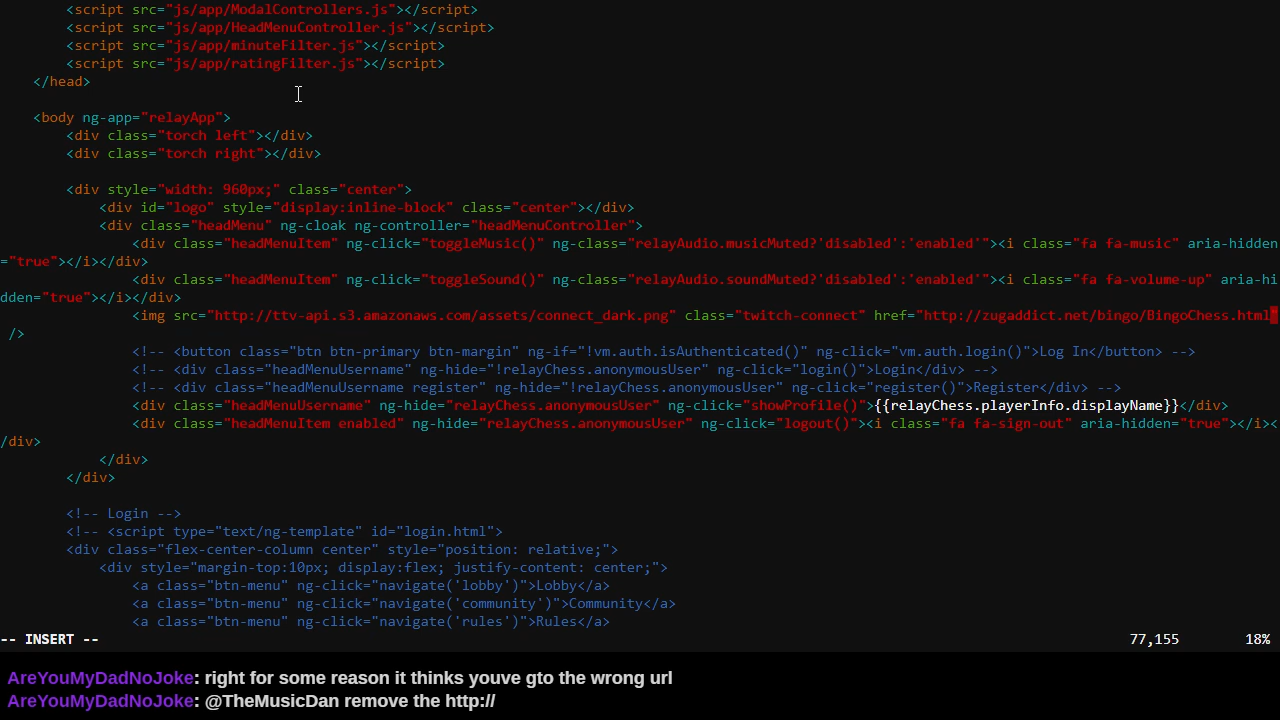 <script src="js/app/ModalControllers.js"></script>
<script src="js/app/HeadMenuController.js"></script>
<script src="js/app/minuteFilter.js"></script>
<script src="js/app/ratingFilter.js"></script>
</head>
<body ng-app="relayApp">
<div class="torch left"></div>
<div class="torch right"></div>
<div style="width: 960px;" class="center">
<div id="logo" style="display:inline-block" class="center"></div>
<div class="headMenu" ng-cloak ng-controller="headMenuController">
<div class="headMenuItem" ng-click="toggleMusic()" ng-class="relayAudio.musicMuted?'disabled':'enabled'"><i class="fa fa-music" aria-hidden
="true"></i></div>
<div class="headMenuItem" ng-click="toggleSound()" ng-class="relayAudio.soundMuted?'disabled':'enabled'"><i class="fa fa-volume-up" aria-hi
dden="true"></i></div>
<img src="http://ttv-api.s3.amazonaws.com/assets/connect_dark.png" class="twitch-connect" href="http://zugaddict.net/bingo/BingoChess.html"
/>
<!-- <button class="btn btn-primary btn-margin" ng-if="!vm.auth.isAuthenticated()" ng-click="vm.auth.login()">Log In</button> -->
<!-- <div class="headMenuUsername" ng-hide="!relayChess.anonymousUser" ng-click="login()">Login</div> -->
<!-- <div class="headMenuUsername register" ng-hide="!relayChess.anonymousUser" ng-click="register()">Register</div> -->
<div class="headMenuUsername" ng-hide="relayChess.anonymousUser" ng-click="showProfile()">{{relayChess.playerInfo.displayName}}</div>
<div class="headMenuItem enabled" ng-hide="relayChess.anonymousUser" ng-click="logout()"><i class="fa fa-sign-out" aria-hidden="true"></i><
/div>
</div>
</div>
<!-- Login -->
<!-- <script type="text/ng-template" id="login.html">
<div class="flex-center-column center" style="position: relative;">
<div style="margin-top:10px; display:flex; justify-content: center;">
<a class="btn-menu" ng-click="navigate('lobby')">Lobby</a>
<a class="btn-menu" ng-click="navigate('community')">Community</a>
<a class="btn-menu" ng-click="navigate('rules')">Rules</a>
-- INSERT -- 77,155 18%
AreYouMyDadNoJoke: right for some reason it thinks youve gto the wrong url
AreYouMyDadNoJoke: @TheMusicDan remove the http://